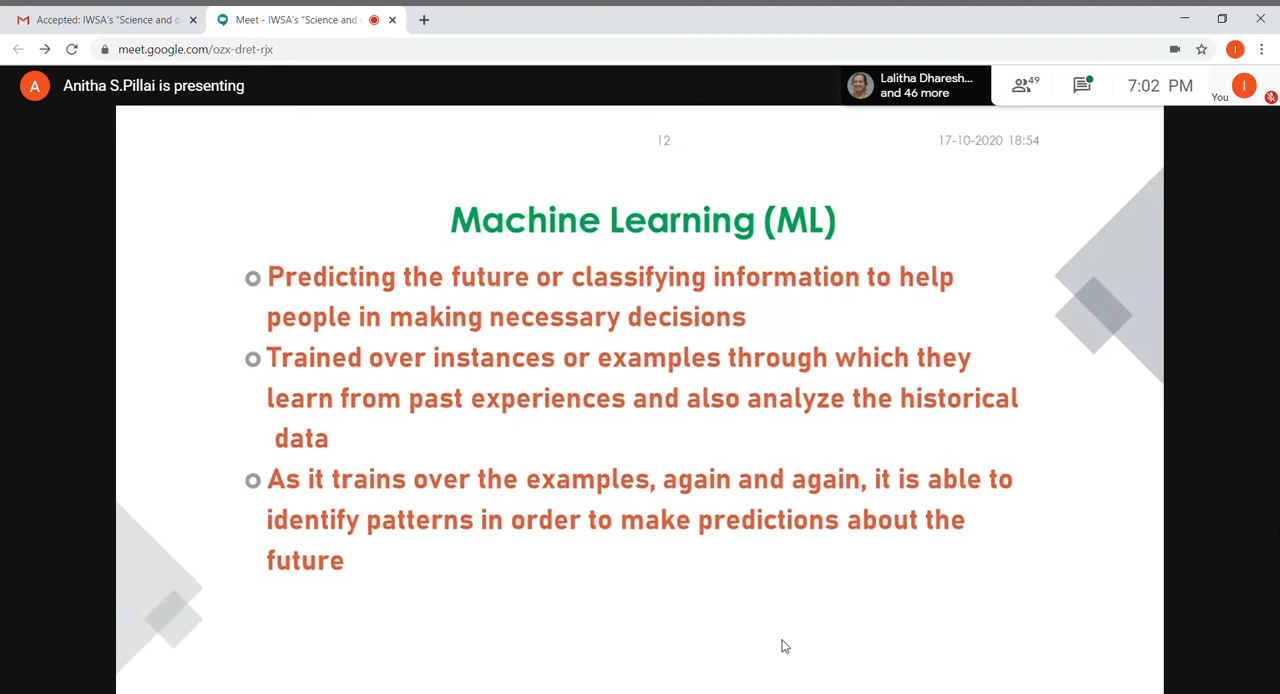 Accepted: IWSA's "Science and
Meet - IWSA's "Science and
meet.google.com/ozx-dret-rjx
A
Anitha S.Pillai is presenting
Lalitha Dharesh...
and 46 more
49
7:02 PM
You
I
I
12
17-10-2020 18:54
Machine Learning (ML)
Predicting the future or classifying information to help
people in making necessary decisions
Trained over instances or examples through which they
learn from past experiences and also analyze the historical
data
As it trains over the examples, again and again, it is able to
identify patterns in order to make predictions about the
future